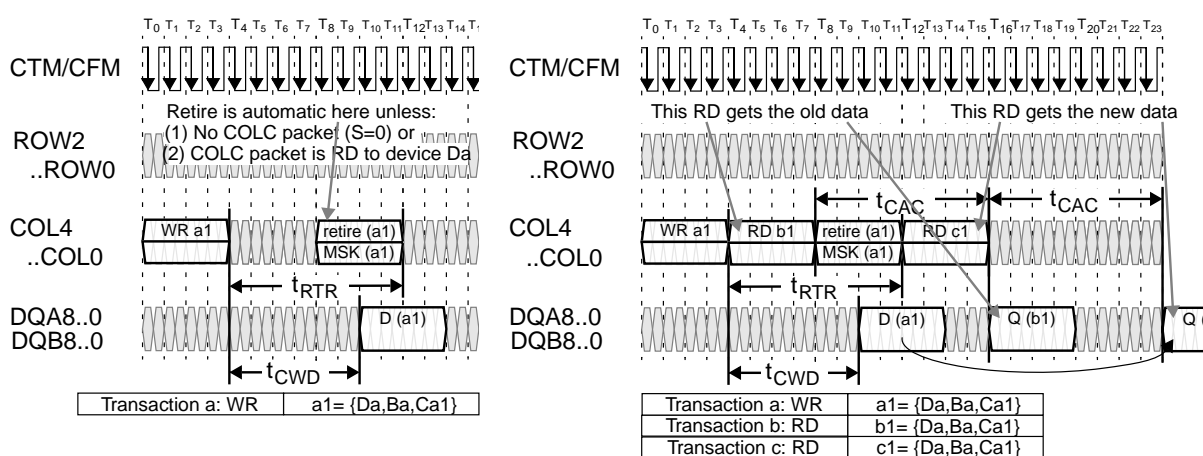 T0 T1 T2 T3 T4 T5 T6 T7 T8 T9 T10 T11 T12 T13 T14
CTM/CFM
Retire is automatic here unless:
(1) No COLC packet (S=0) or
(2) COLC packet is RD to device Da
ROW2
..ROW0
COL4
..COL0
WR a1
retire (a1)
MSK (a1)
tRTR
DQA8..0
DQB8..0
D (a1)
tCWD
Transaction a: WR a1= {Da,Ba,Ca1}
T0 T1 T2 T3 T4 T5 T6 T7 T8 T9 T10 T11 T12 T13 T14 T15 T16 T17 T18 T19 T20 T21 T22 T23
CTM/CFM
This RD gets the old data
This RD gets the new data
ROW2
..ROW0
tCAC tCAC
COL4
..COL0
WR a1 RD b1 retire (a1) RD c1
MSK (a1)
tRTR
DQA8..0
DQB8..0
D (a1) Q (b1) Q (
tCWD
Transaction a: WR a1= {Da,Ba,Ca1}
Transaction b: RD b1= {Da,Ba,Ca1}
Transaction c: RD c1= {Da,Ba,Ca1}